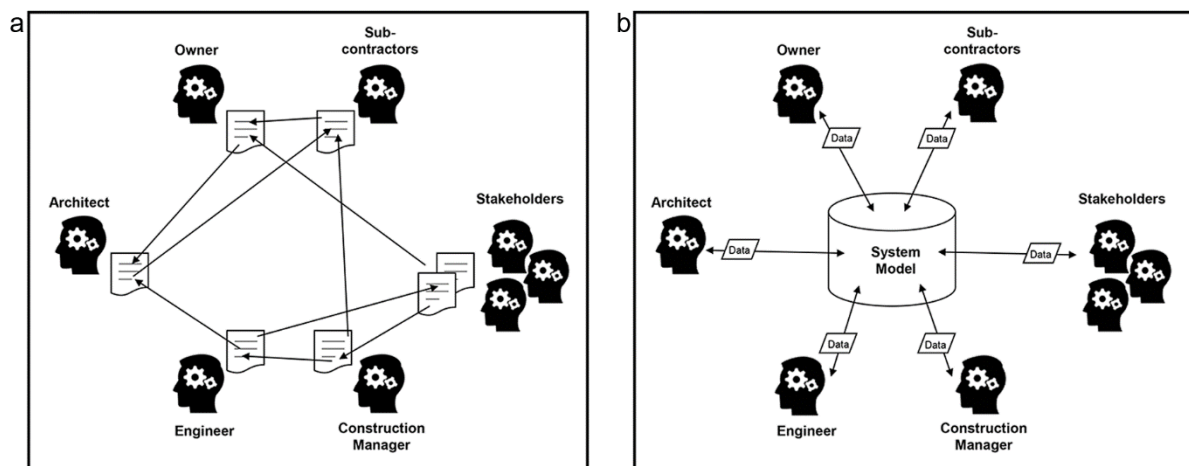 a
Owner
Sub-
contractors
Architect
Stakeholders
Engineer
Construction
Manager
b
Owner
Sub-
contractors
Data
Data
Architect
Stakeholders
Data
System
Model
Data
Data
Data
Engineer
Construction
Manager